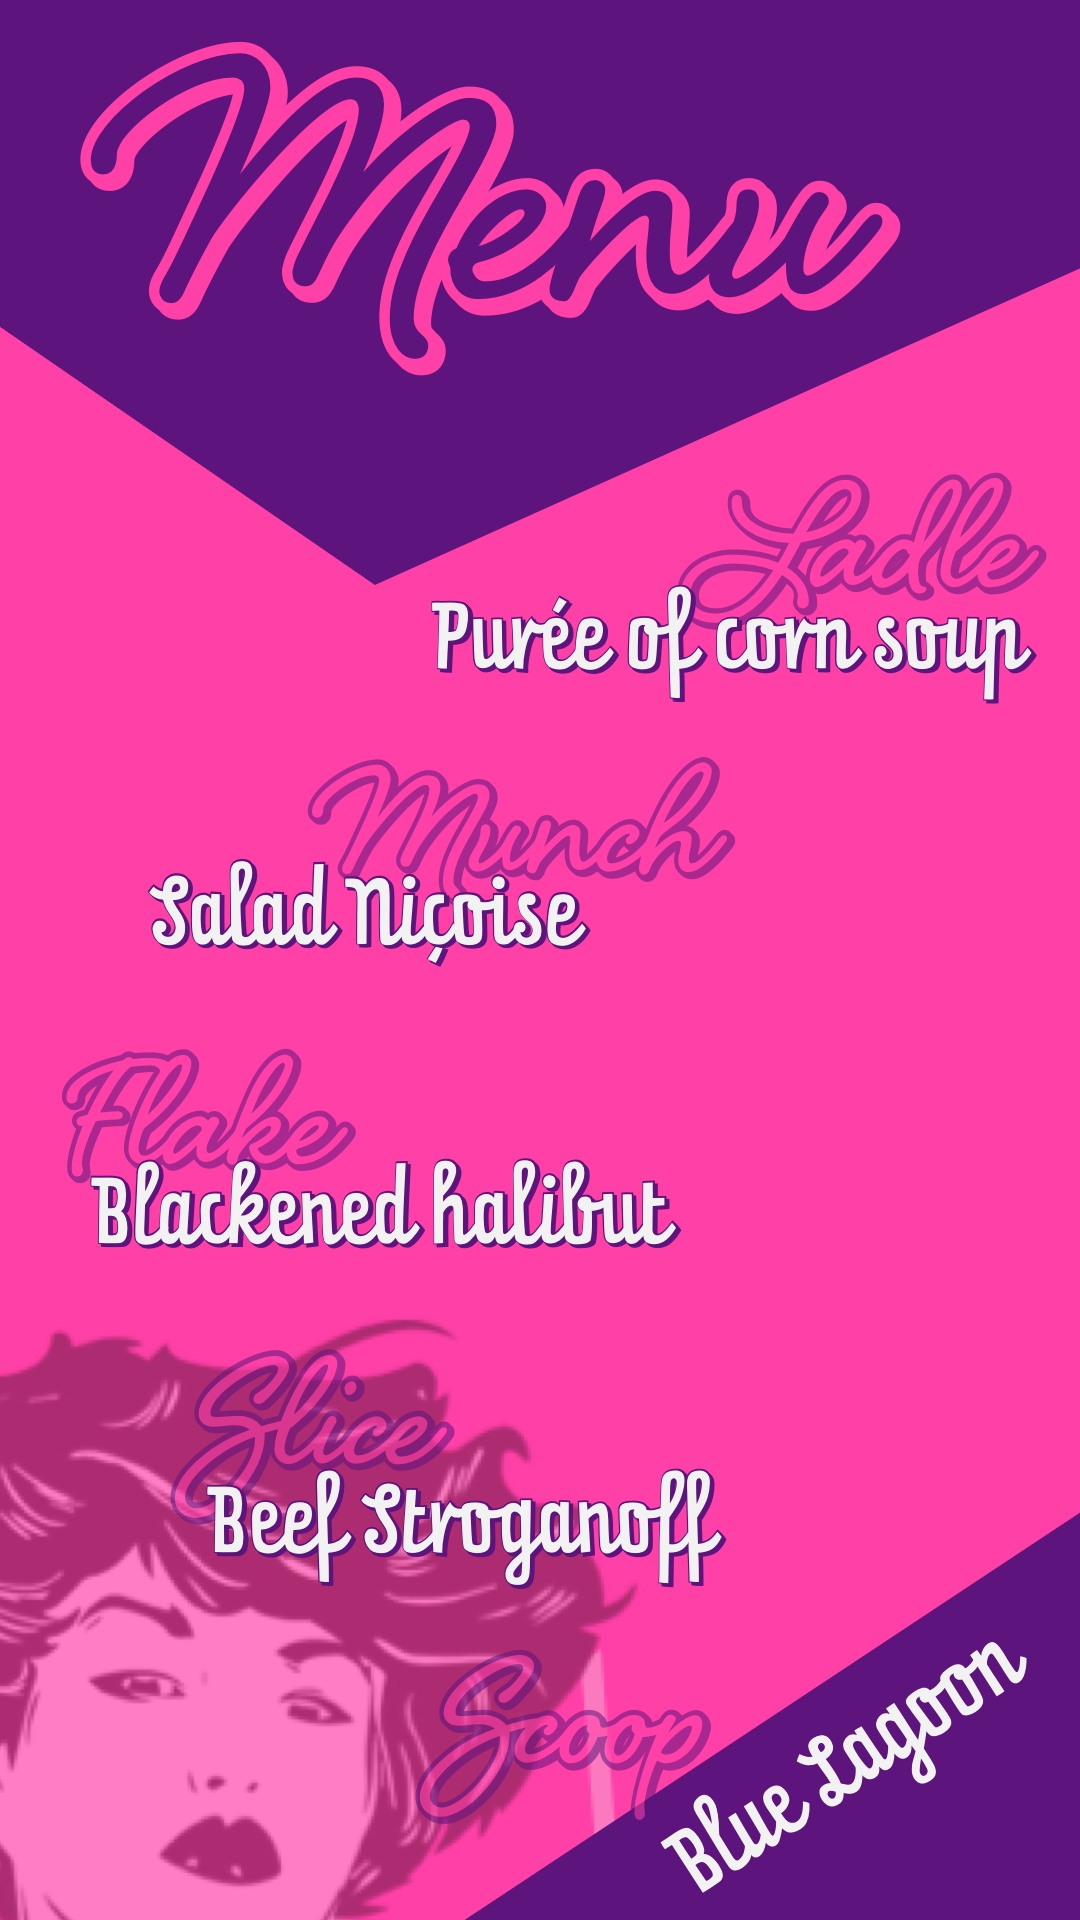 Menu
Ladle
Purée of corn soup
Munch
Salad Niçoise
Flake
Blackened halibut
Slice
Beef Stroganoff
Scoop
Blue Lagoon